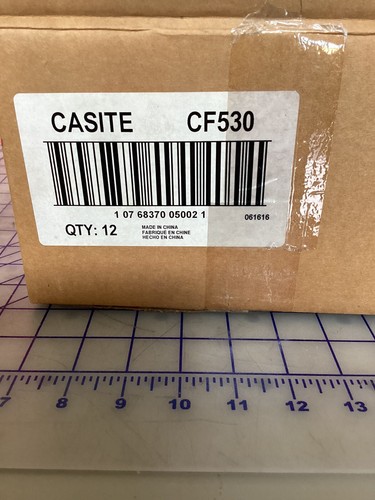 CASITE CF530
1 07 68370 05002 1
061616
QTY: 12
MADE IN CHINA
FABRIQUÉ EN CHINE
HECHO EN CHINA
7 8 9 10 11 12 13